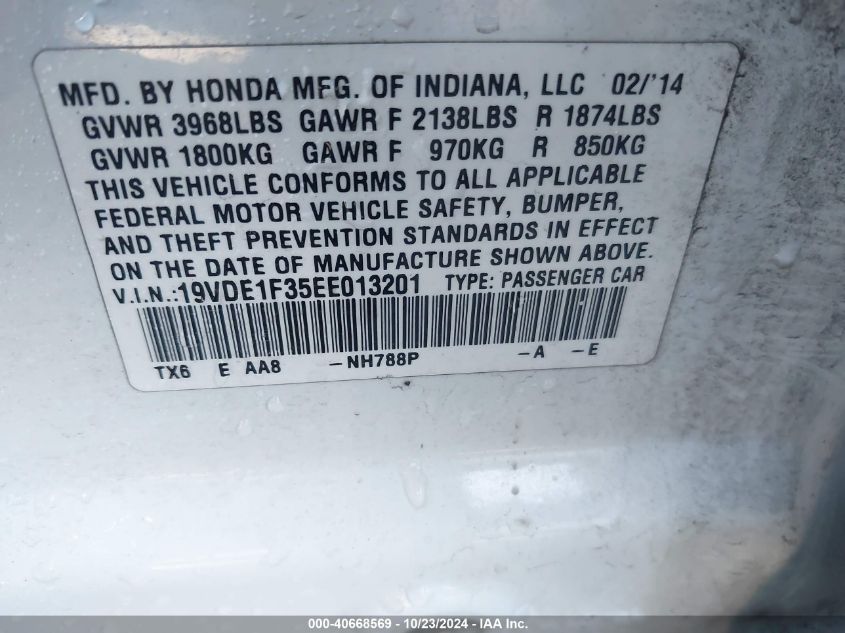 MFD. BY HONDA MFG. OF INDIANA, LLC 02/'14
GVWR 3968LBS GAWR F 2138LBS R 1874LBS
GVWR 1800KG GAWR F 970KG R 850KG
THIS VEHICLE CONFORMS TO ALL APPLICABLE
FEDERAL MOTOR VEHICLE SAFETY, BUMPER,
AND THEFT PREVENTION STANDARDS IN EFFECT
ON THE DATE OF MANUFACTURE SHOWN ABOVE.
V.I.N.:19VDE1F35EE013201 TYPE: PASSENGER CAR
TX6 E AA8 -NH788P -A -E
000-40668569 - 10/23/2024 - IAA Inc.